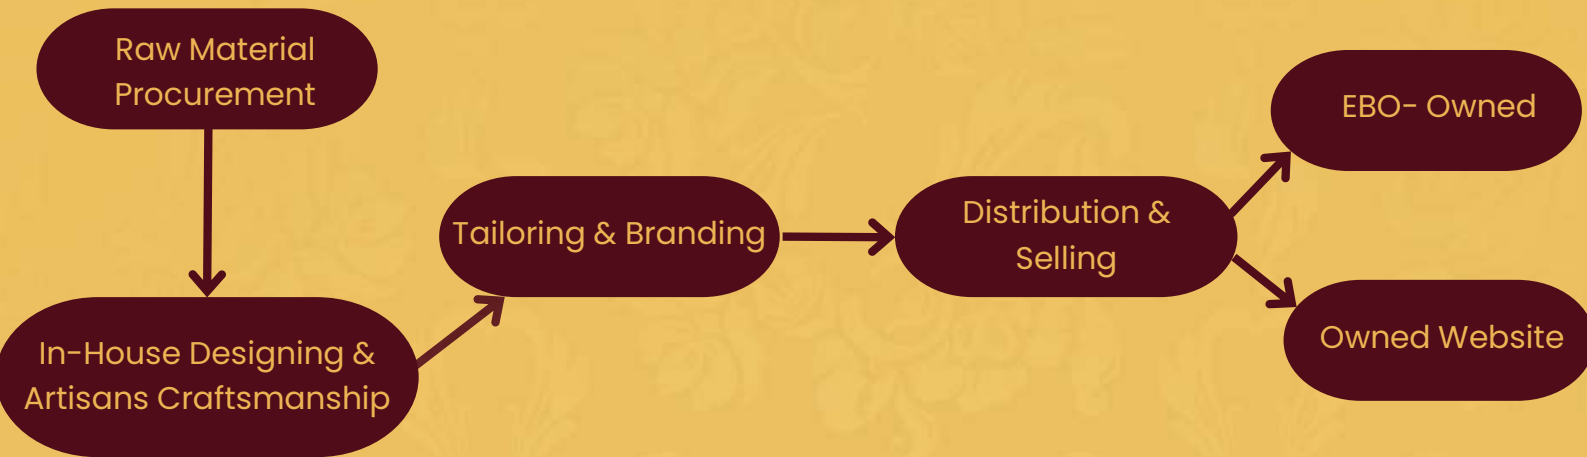 Raw Material
Procurement
In-House Designing &
Artisans Craftsmanship
Tailoring & Branding
Distribution &
Selling
EBO- Owned
Owned Website